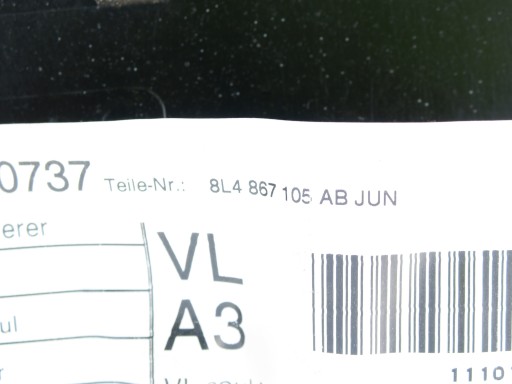 0737 Teile-Nr.: 8L4 867 105 AB JUN
erer
VL
A3
ul
1110